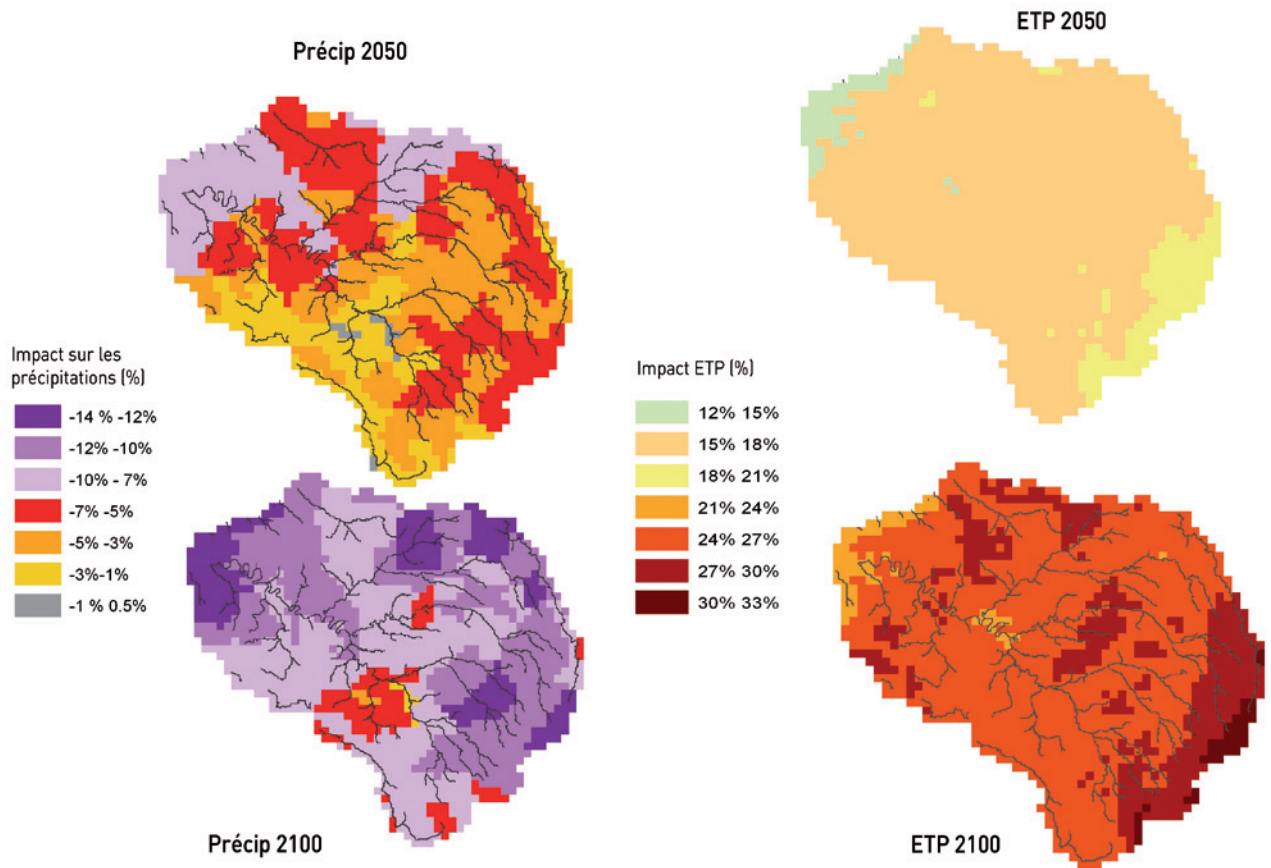 Précip 2050
ETP 2050
Impact sur les
précipitations (%)
-14 % -12%
-12% -10%
-10% - 7%
-7% -5%
-5% -3%
-3%-1%
-1 % 0.5%
Impact ETP (%)
12% 15%
15% 18%
18% 21%
21% 24%
24% 27%
27% 30%
30% 33%
Précip 2100
ETP 2100